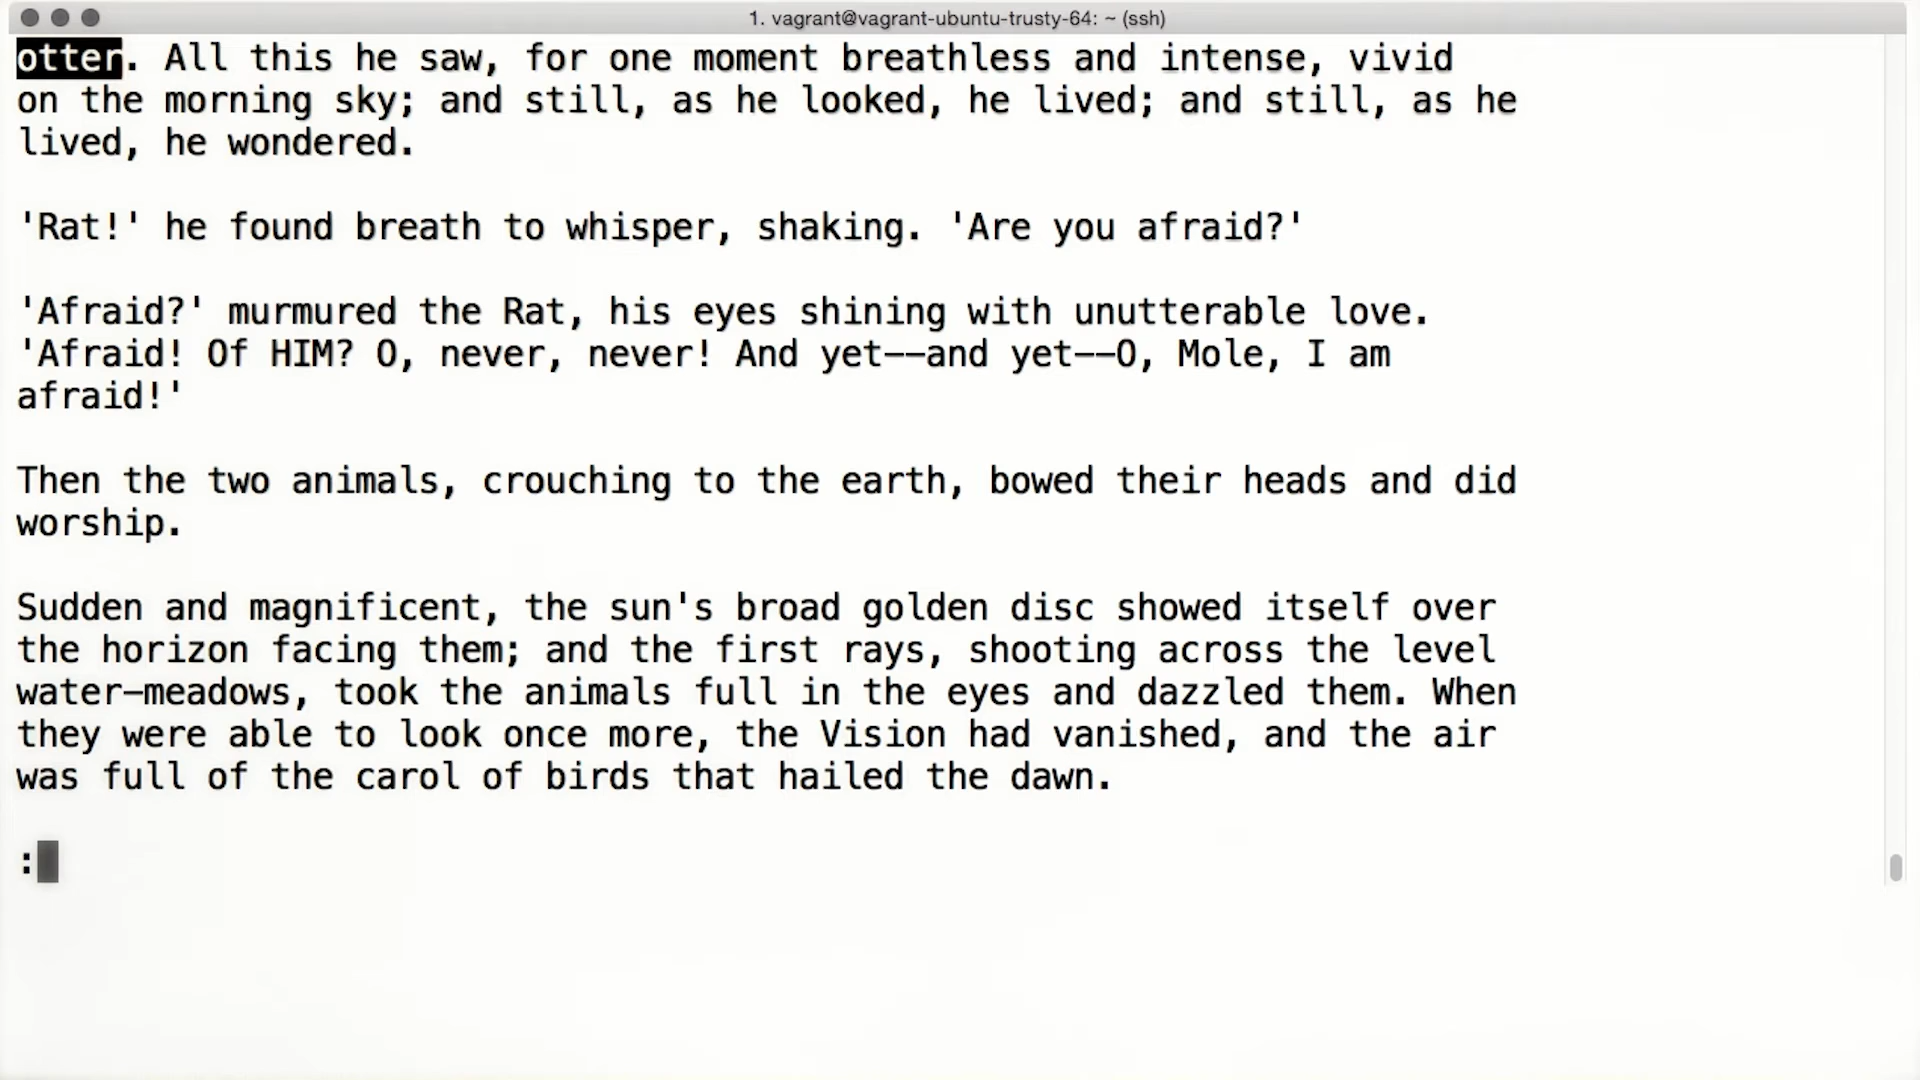 1. vagrant@vagrant-ubuntu-trusty-64: ~ (ssh)
otter. All this he saw, for one moment breathless and intense, vivid
on the morning sky; and still, as he looked, he lived; and still, as he
lived, he wondered.
'Rat!' he found breath to whisper, shaking. 'Are you afraid?'
'Afraid?' murmured the Rat, his eyes shining with unutterable love.
'Afraid! Of HIM? O, never, never! And yet--and yet--O, Mole, I am
afraid!'
Then the two animals, crouching to the earth, bowed their heads and did
worship.
Sudden and magnificent, the sun's broad golden disc showed itself over
the horizon facing them; and the first rays, shooting across the level
water-meadows, took the animals full in the eyes and dazzled them. When
they were able to look once more, the Vision had vanished, and the air
was full of the carol of birds that hailed the dawn.
: